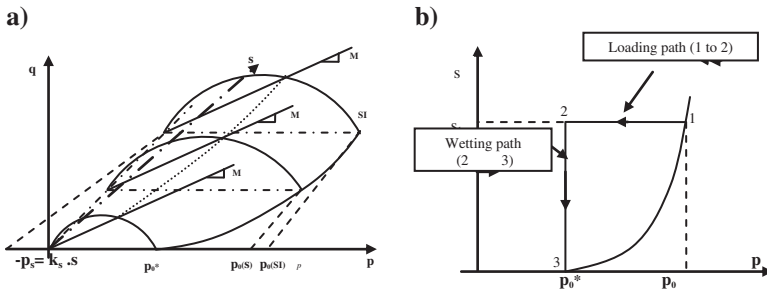 a)
q
s
M
M
M
SI
-pₛ= kₛ .s
p₀*
p₀(S)
p₀(SI)
p
p
b)
Loading path (1 to 2)
s
s
2
1
Wetting path
(2 3)
3
p₀*
p₀
p